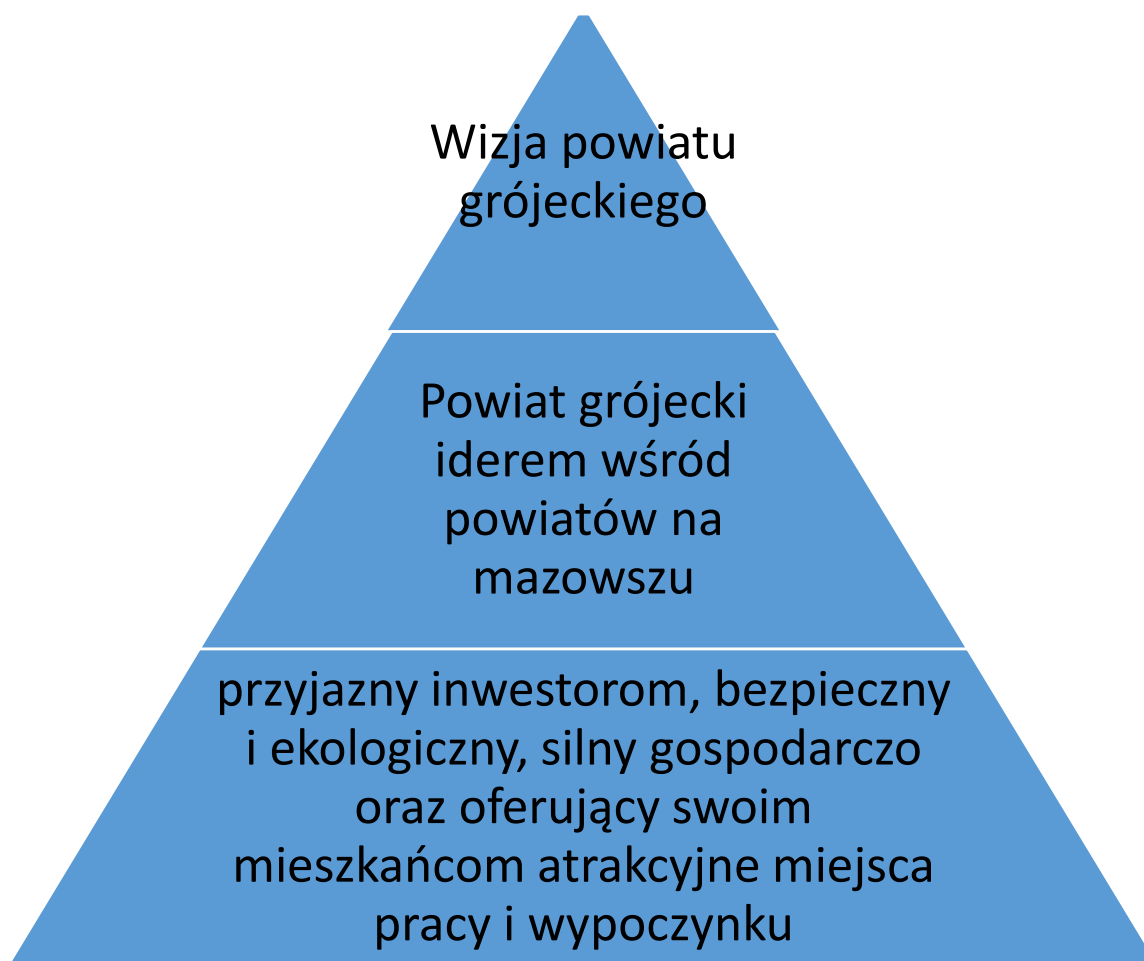 Wizja powiatu
grójeckiego
Powiat grójecki
iderem wśród
powiatów na
mazowszu
przyjazny inwestorom, bezpieczny
i ekologiczny, silny gospodarczo
oraz oferujący swoim
mieszkańcom atrakcyjne miejsca
pracy i wypoczynku